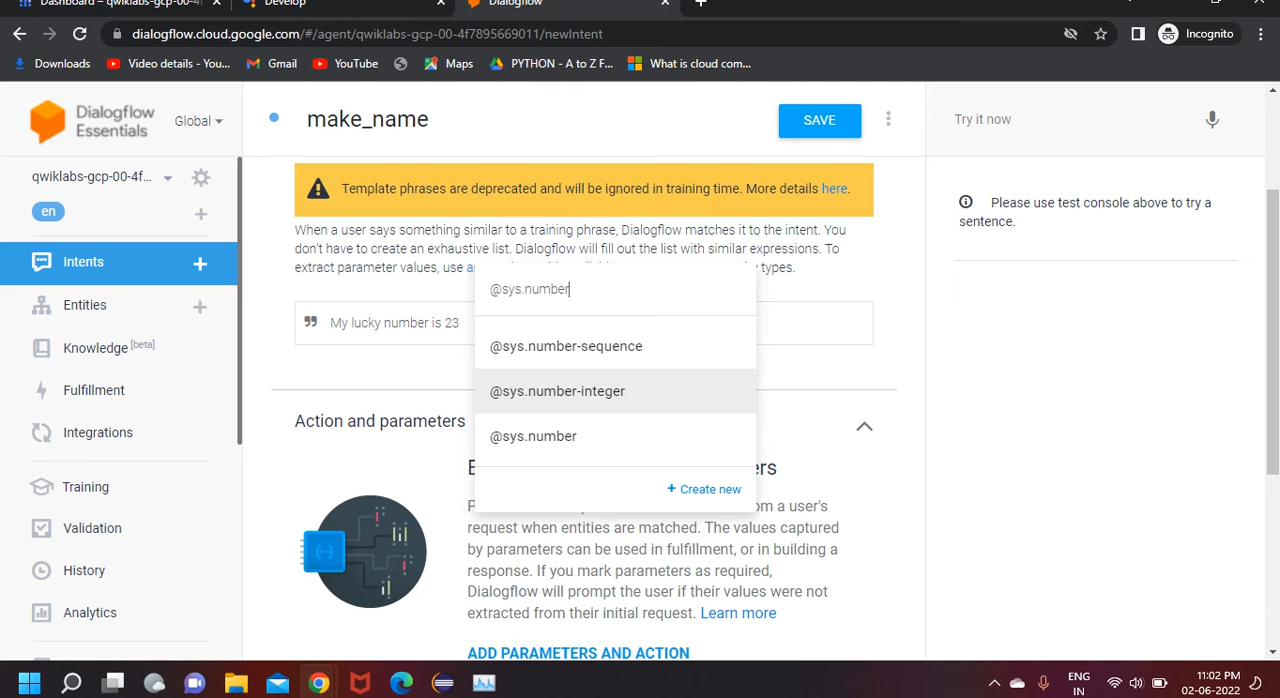 Dashboard – qwiklabs-gcp-00-4
Develop
Dialogflow
dialogflow.cloud.google.com/#/agent/qwiklabs-gcp-00-4f7895669011/newIntent
Incognito
Downloads
Video details - You...
Gmail
YouTube
Maps
PYTHON - A to Z F...
What is cloud com...
Dialogflow
Essentials
Global
make_name
SAVE
Try it now
qwiklabs-gcp-00-4f...
en
Template phrases are deprecated and will be ignored in training time. More details here.
Please use test console above to try a
sentence.
When a user says something similar to a training phrase, Dialogflow matches it to the intent. You
don't have to create an exhaustive list. Dialogflow will fill out the list with similar expressions. To
extract parameter values, use
types.
Intents
Entities
Knowledge [beta]
Fulfillment
Integrations
Training
Validation
History
Analytics
@sys.number
My lucky number is 23
@sys.number-sequence
@sys.number-integer
@sys.number
+ Create new
Action and parameters
request when entities are matched. The values captured
by parameters can be used in fulfillment, or in building a
response. If you mark parameters as required,
Dialogflow will prompt the user if their values were not
extracted from their initial request. Learn more
ADD PARAMETERS AND ACTION
ENG
IN
11:02 PM
02-06-2022